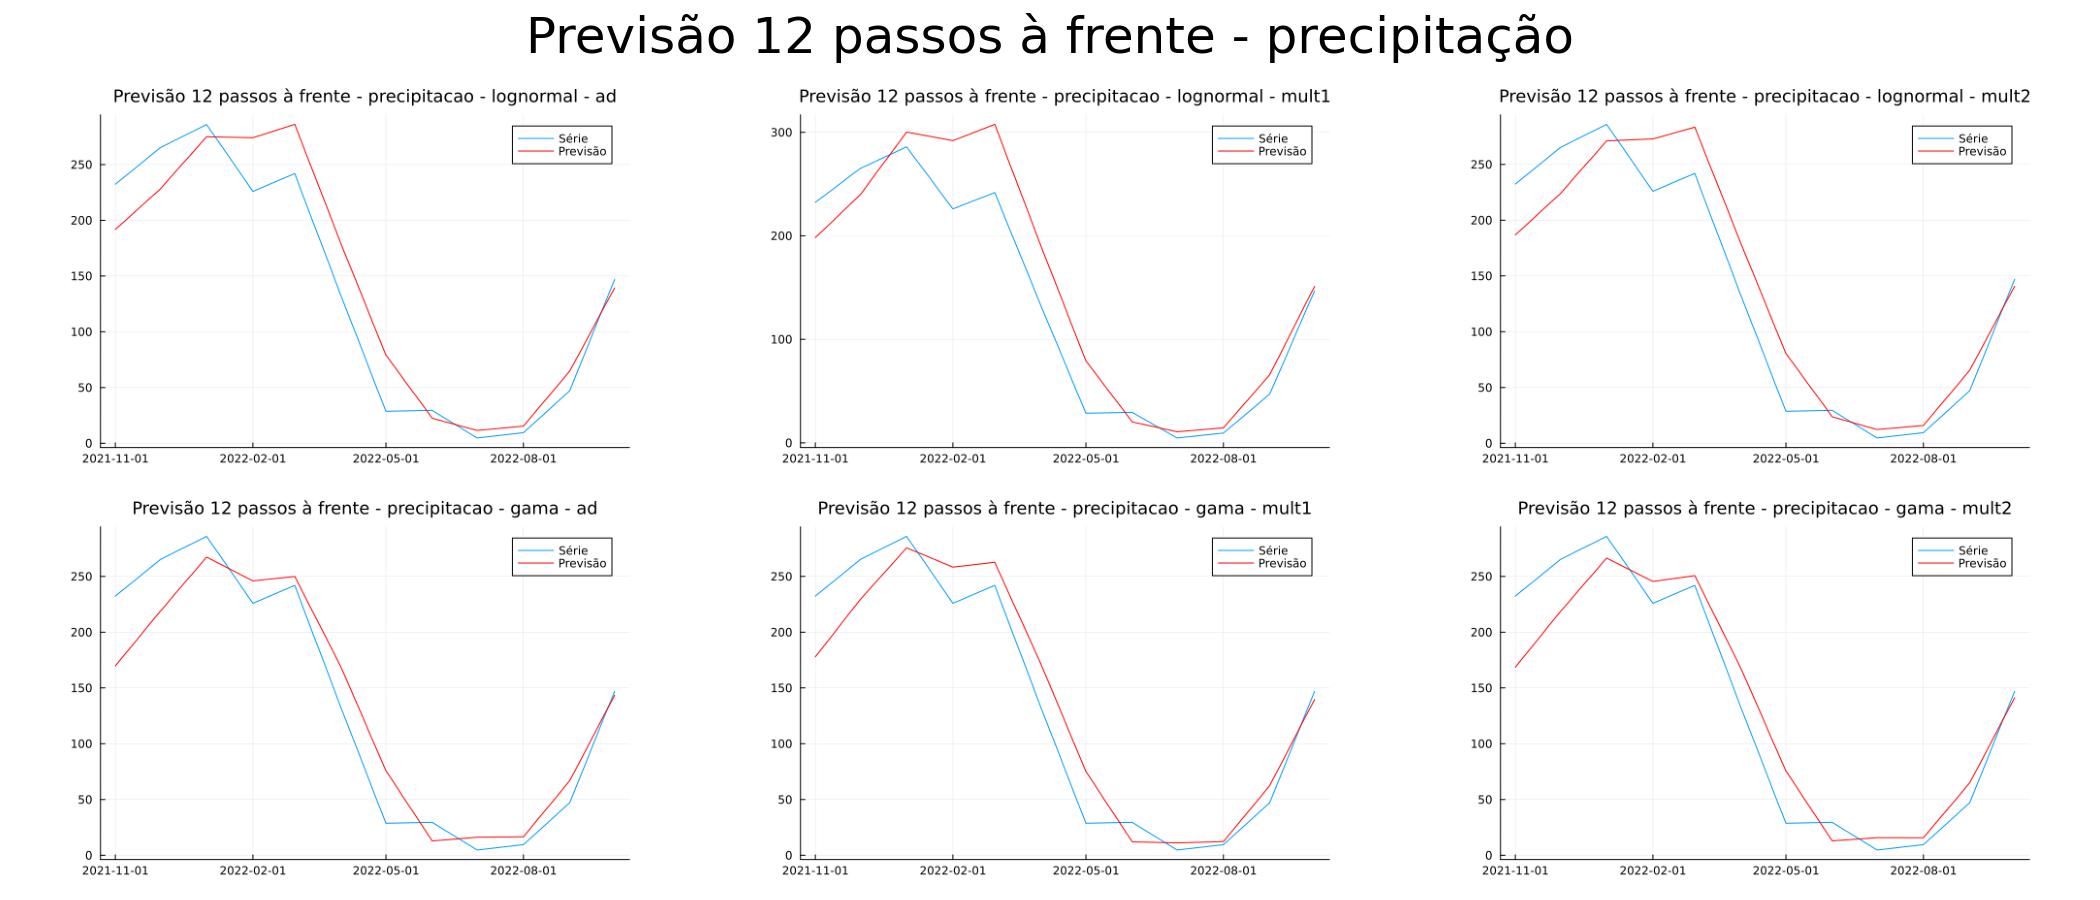 Previsão 12 passos à frente - precipitação
Previsão 12 passos à frente - precipitacao - lognormal - ad
Série
Previsão
250
200
150
100
50
0
2021-11-01 2022-02-01 2022-05-01 2022-08-01
Previsão 12 passos à frente - precipitacao - lognormal - mult1
Série
Previsão
300
200
100
0
2021-11-01 2022-02-01 2022-05-01 2022-08-01
Previsão 12 passos à frente - precipitacao - lognormal - mult2
Série
Previsão
250
200
150
100
50
0
2021-11-01 2022-02-01 2022-05-01 2022-08-01
Previsão 12 passos à frente - precipitacao - gama - ad
Série
Previsão
250
200
150
100
50
0
2021-11-01 2022-02-01 2022-05-01 2022-08-01
Previsão 12 passos à frente - precipitacao - gama - mult1
Série
Previsão
250
200
150
100
50
0
2021-11-01 2022-02-01 2022-05-01 2022-08-01
Previsão 12 passos à frente - precipitacao - gama - mult2
Série
Previsão
250
200
150
100
50
0
2021-11-01 2022-02-01 2022-05-01 2022-08-01